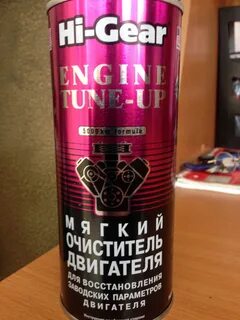 Hi-Gear
ENGINE
TUNE-UP
МЯГКИЙ
ОЧИСТИТЕЛЬ
ДВИГАТЕЛЯ
ДЛЯ ВОССТАНОВЛЕНИЯ
ЗАВОДСКИХ ПАРАМЕТРОВ
ДВИГАТЕЛЯ